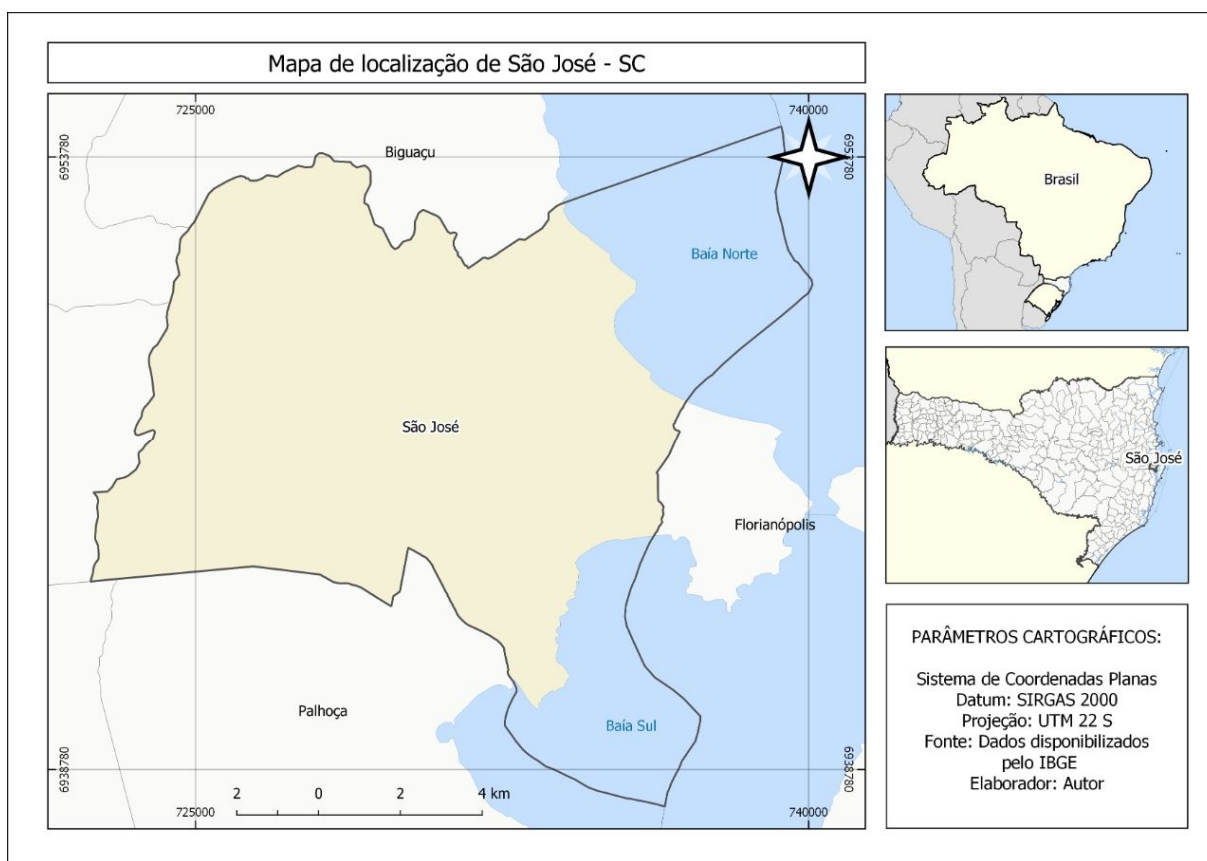 Mapa de localização de São José - SC
725000
740000
6953780
6953780
Biguaçu
Baía Norte
São José
Florianópolis
Palhoça
Baía Sul
6938780
6938780
2 0 2 4 km
725000
740000
Brasil
São José
PARÂMETROS CARTOGRÁFICOS:
Sistema de Coordenadas Planas
Datum: SIRGAS 2000
Projeção: UTM 22 S
Fonte: Dados disponibilizados
pelo IBGE
Elaborador: Autor